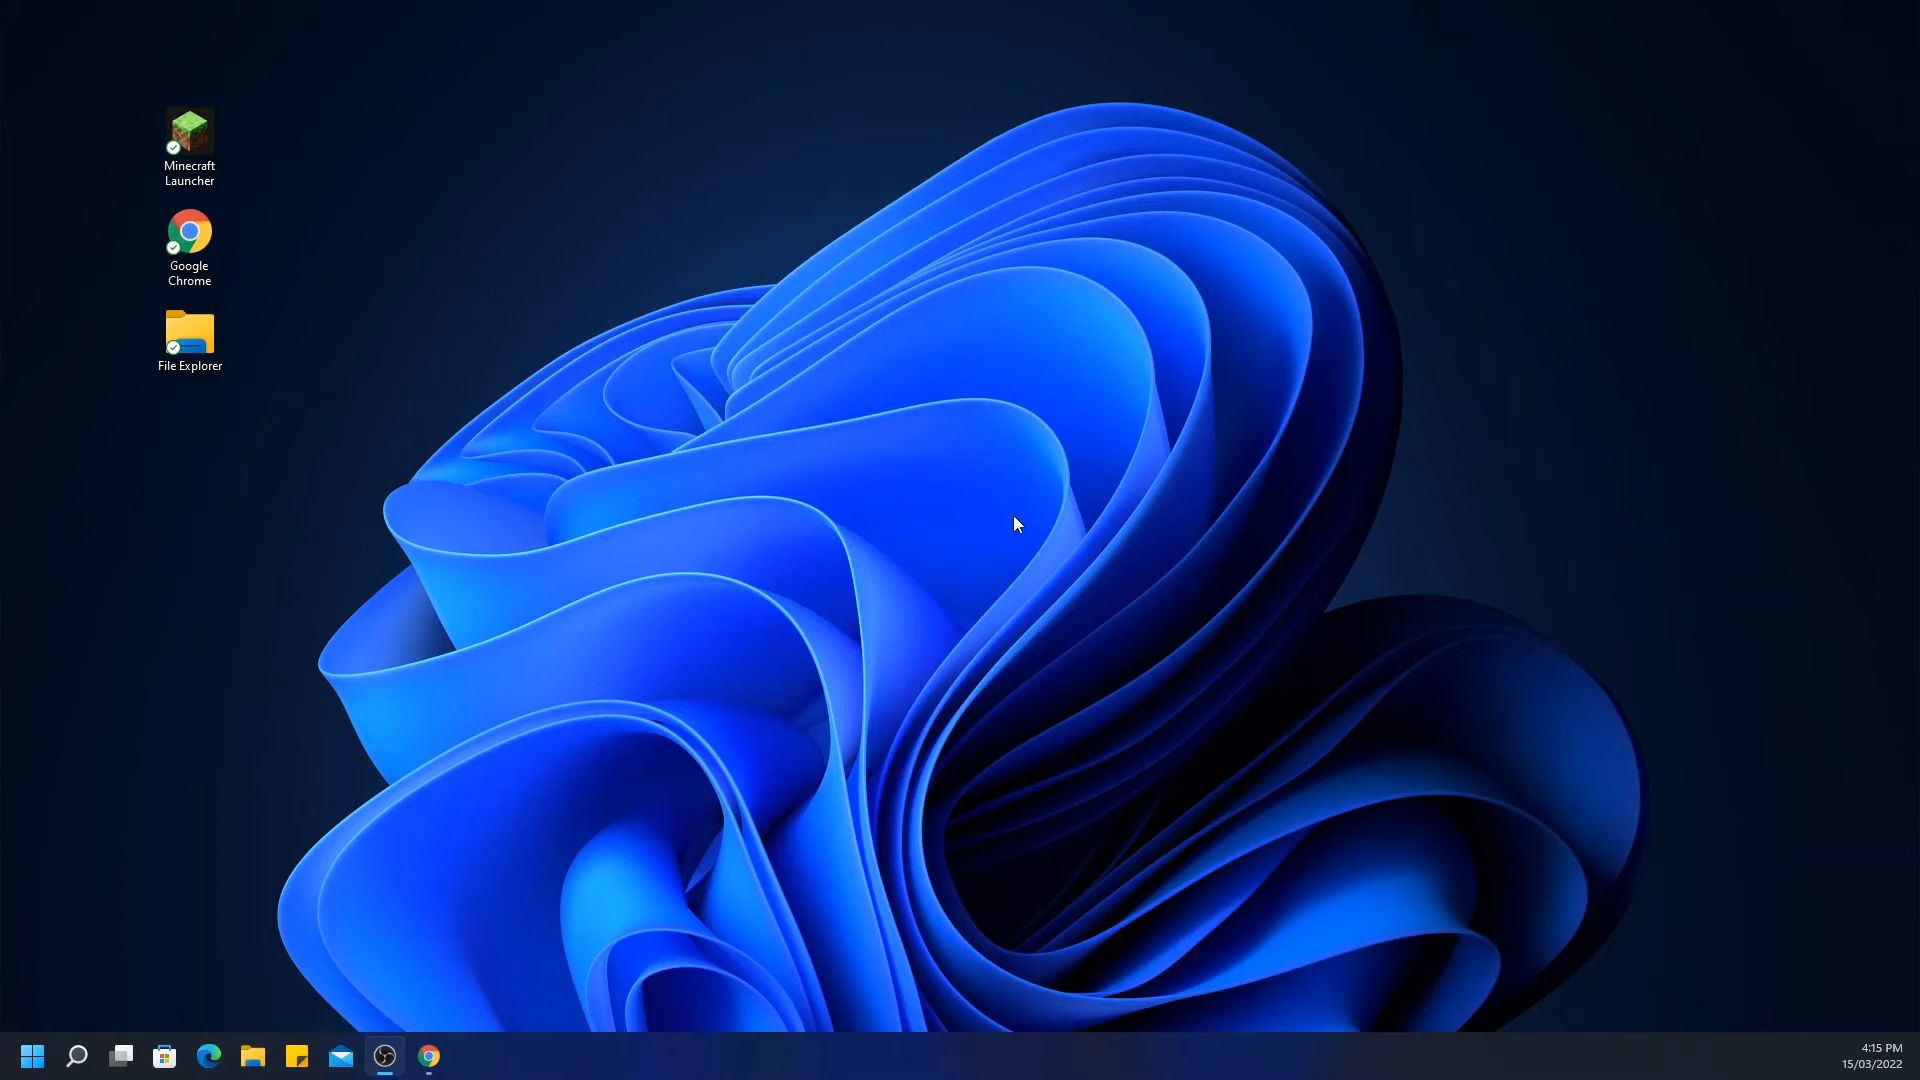 Minecraft
Launcher
Google
Chrome
File Explorer
4:15 PM
15/03/2022